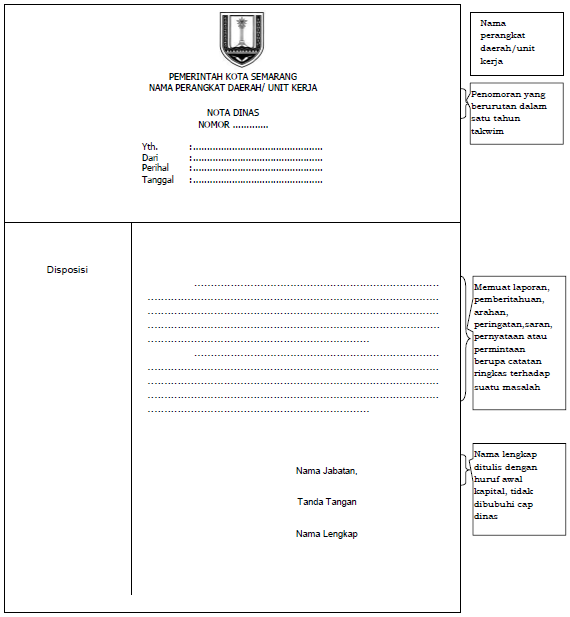 PEMERINTAH KOTA SEMARANG
NAMA PERANGKAT DAERAH/ UNIT KERJA
NOTA DINAS
NOMOR .............
Yth. :...............................................
Dari :...............................................
Perihal :...............................................
Tanggal :...............................................
Disposisi
Nama Jabatan,
Tanda Tangan
Nama Lengkap
Nama
perangkat
daerah/unit
kerja
Penomoran yang
berurutan dalam
satu tahun
takwim
Memuat laporan,
pemberitahuan,
arahan,
peringatan,saran,
pernyataan atau
permintaan
berupa catatan
ringkas terhadap
suatu masalah
Nama lengkap
ditulis dengan
huruf awal
kapital, tidak
dibubuhi cap
dinas